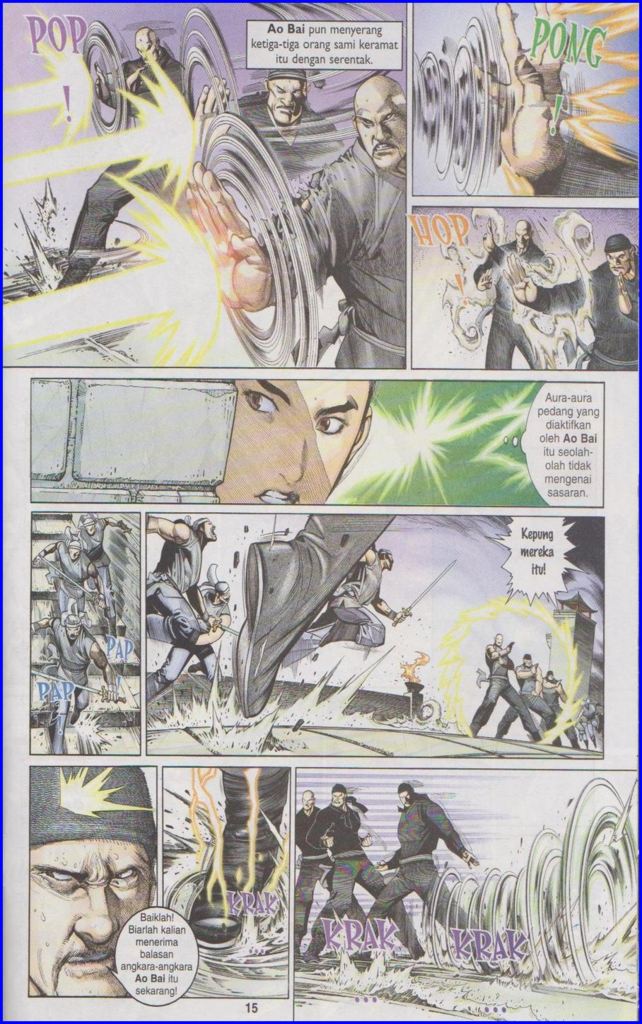 POP
!
Ao Bai pun menyerang
ketiga-tiga orang sami keramat
itu dengan serentak.
PONG
!
HOP
!
Aura-aura
pedang yang
diaktifkan
oleh Ao Bai
itu seolah-
olah tidak
mengenai
sasaran.
PAP
PAP
!
Kepung
mereka
itu!
Baiklah!
Biarlah kalian
menerima
balasan
angkara-angkara
Ao Bai itu
sekarang!
KRAK
...
KRAK
...
KRAK
...
15